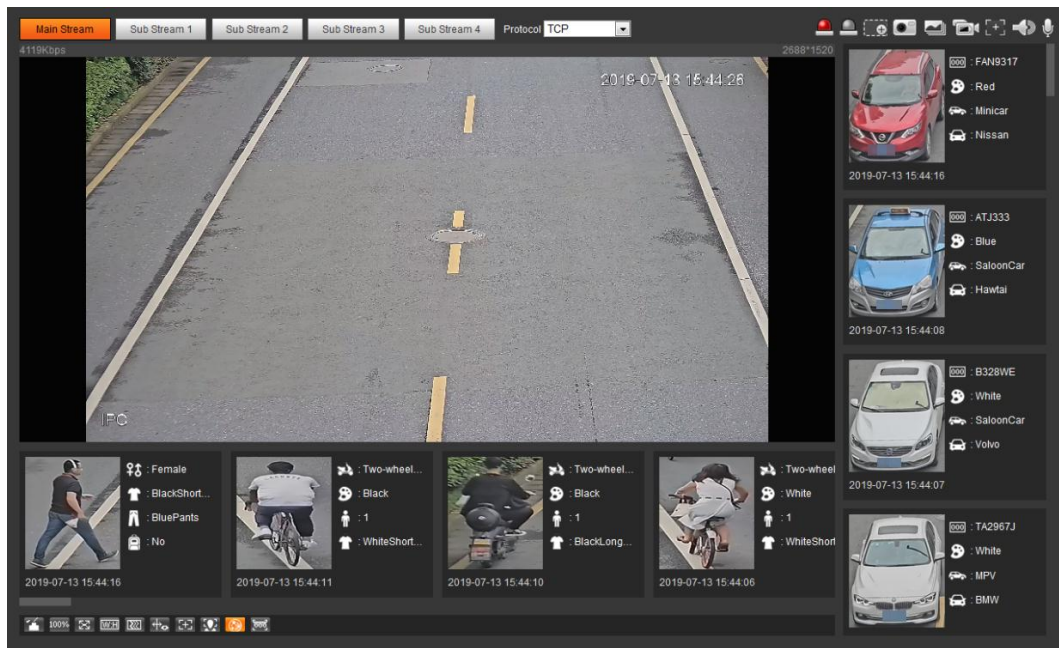 Main Stream
Sub Stream 1
Sub Stream 2
Sub Stream 3
Sub Stream 4
Protocol TCP
4119Kbps
2688*1520
2019-07-13 15:44:26
IPC
: FAN9317
: Red
: Minicar
: Nissan
2019-07-13 15:44:16
: ATJ333
: Blue
: SaloonCar
: Hawtai
2019-07-13 15:44:08
: B328WE
: White
: SaloonCar
: Volvo
2019-07-13 15:44:07
: TA2967J
: White
: MPV
: BMW
: Female
: BlackShort...
: BluePants
: No
2019-07-13 15:44:16
: Two-wheel...
: Black
: 1
: WhiteShort...
2019-07-13 15:44:11
: Two-wheel...
: Black
: 1
: BlackLong...
2019-07-13 15:44:10
: Two-wheel
: White
: 1
: WhiteShort
2019-07-13 15:44:06
100%
W:H